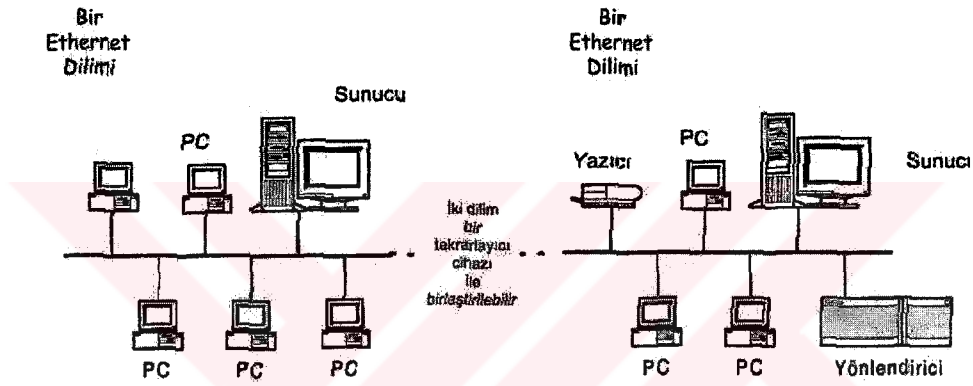 Bir
Ethernet
Dilimi
Sunucu
PC
PC
PC
PC
İki dilim
bir
tekrarlayıcı
cihazı
ile
birleştirilebilir
Bir
Ethernet
Dilimi
Yazıcı
PC
Sunucu
PC
PC
Yönlendirici